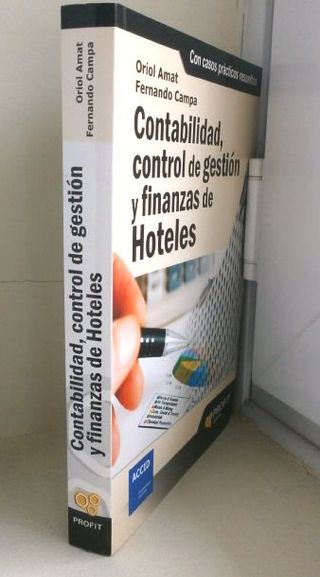 Oriol Amat
Fernando Campa
Contabilidad, control de gestión
y finanzas de Hoteles
PROFIT
Con casos prácticos resueltos
Oriol Amat
Fernando Campa
Contabilidad,
control de gestión
y finanzas de
Hoteles
ACCID
PROFIT